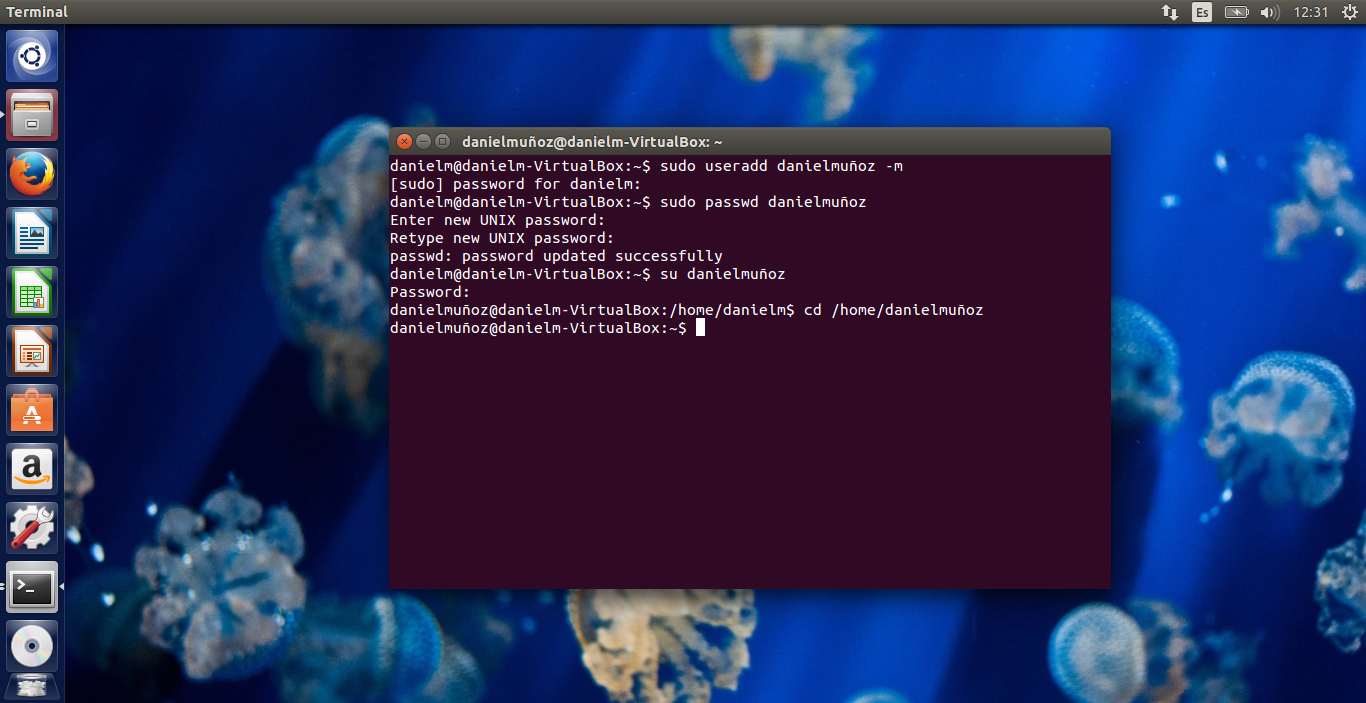 Terminal
Es
12:31
danielmuñoz@danielm-VirtualBox: ~
danielm@danielm-VirtualBox:~$ sudo useradd danielmuñoz -m
[sudo] password for danielm:
danielm@danielm-VirtualBox:~$ sudo passwd danielmuñoz
Enter new UNIX password:
Retype new UNIX password:
passwd: password updated successfully
danielm@danielm-VirtualBox:~$ su danielmuñoz
Password:
danielmuñoz@danielm-VirtualBox:/home/danielm$ cd /home/danielmuñoz
danielmuñoz@danielm-VirtualBox:~$